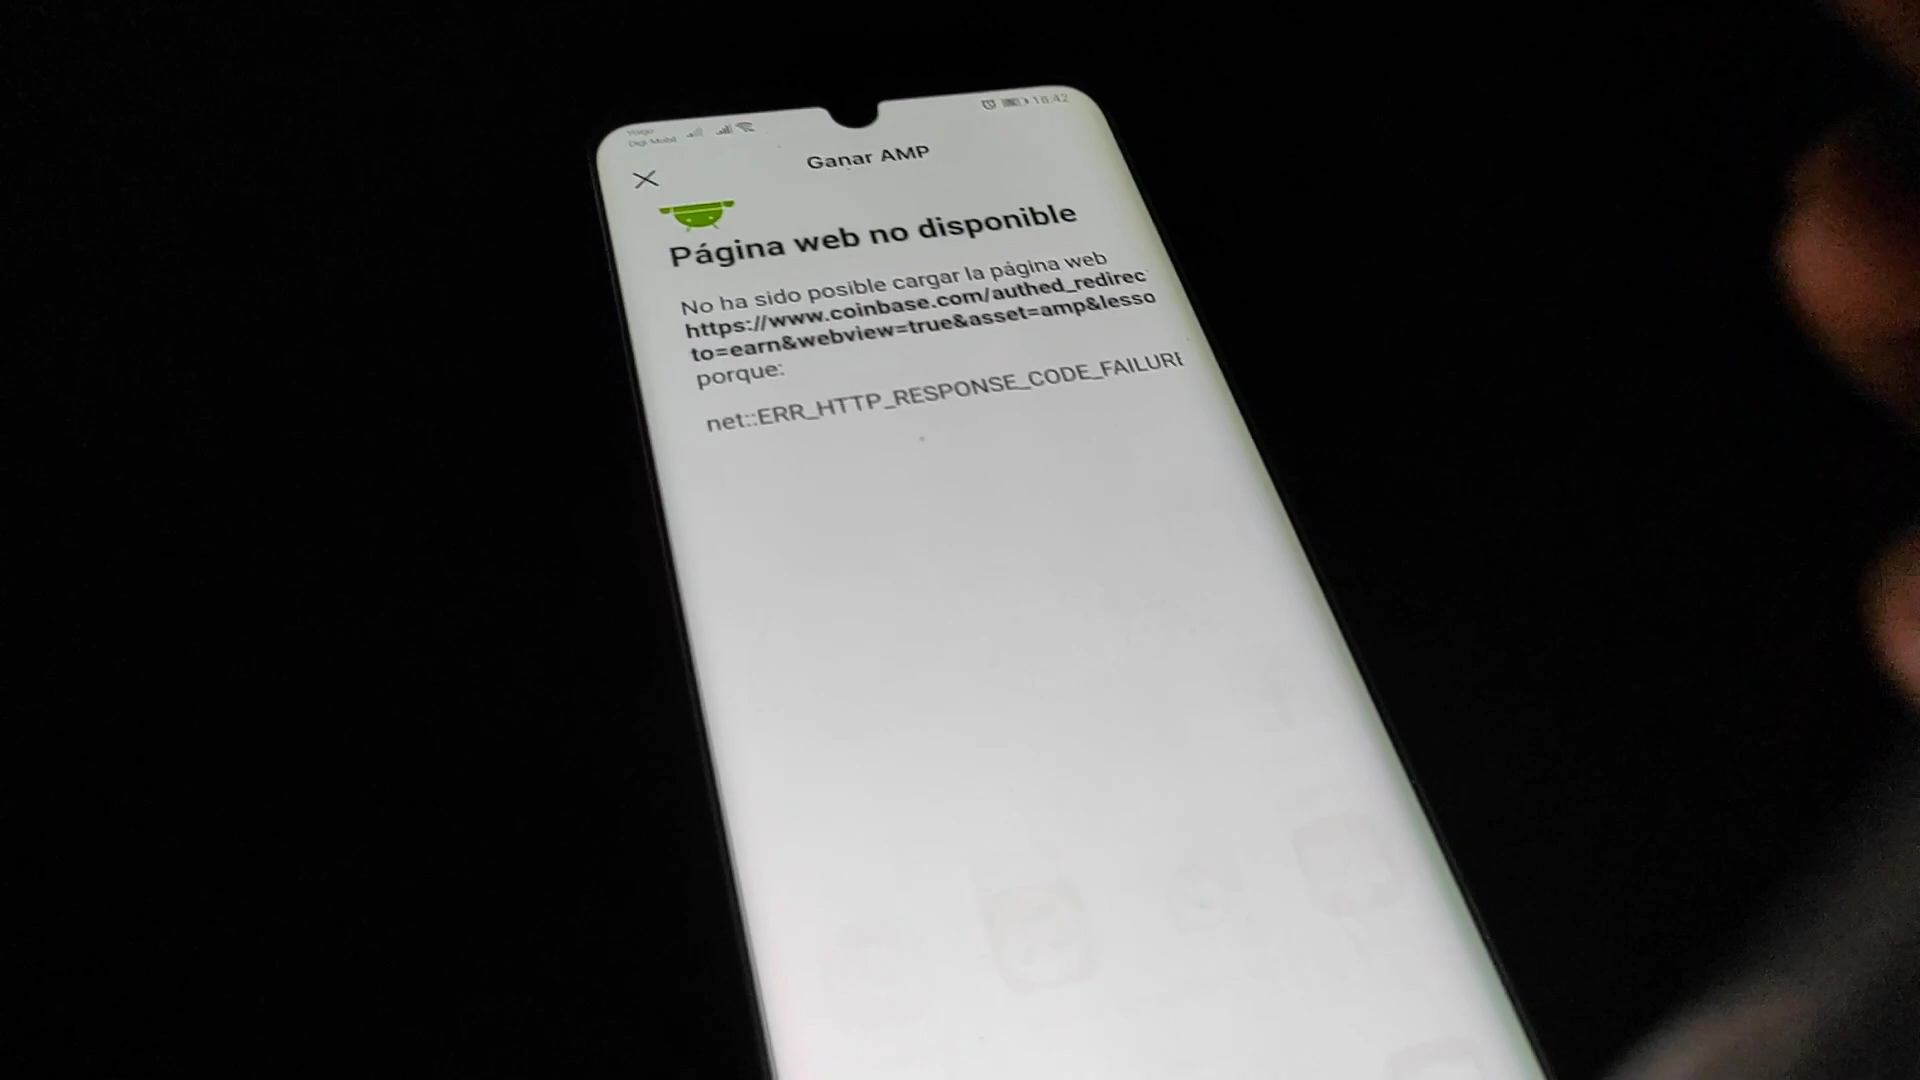 Yoigo
Digi Mobil
18:42
Ganar AMP
Página web no disponible
No ha sido posible cargar la página web
https://www.coinbase.com/authed_redirec
to=earn&webview=true&asset=amp&lesso
porque:
net::ERR_HTTP_RESPONSE_CODE_FAILURE